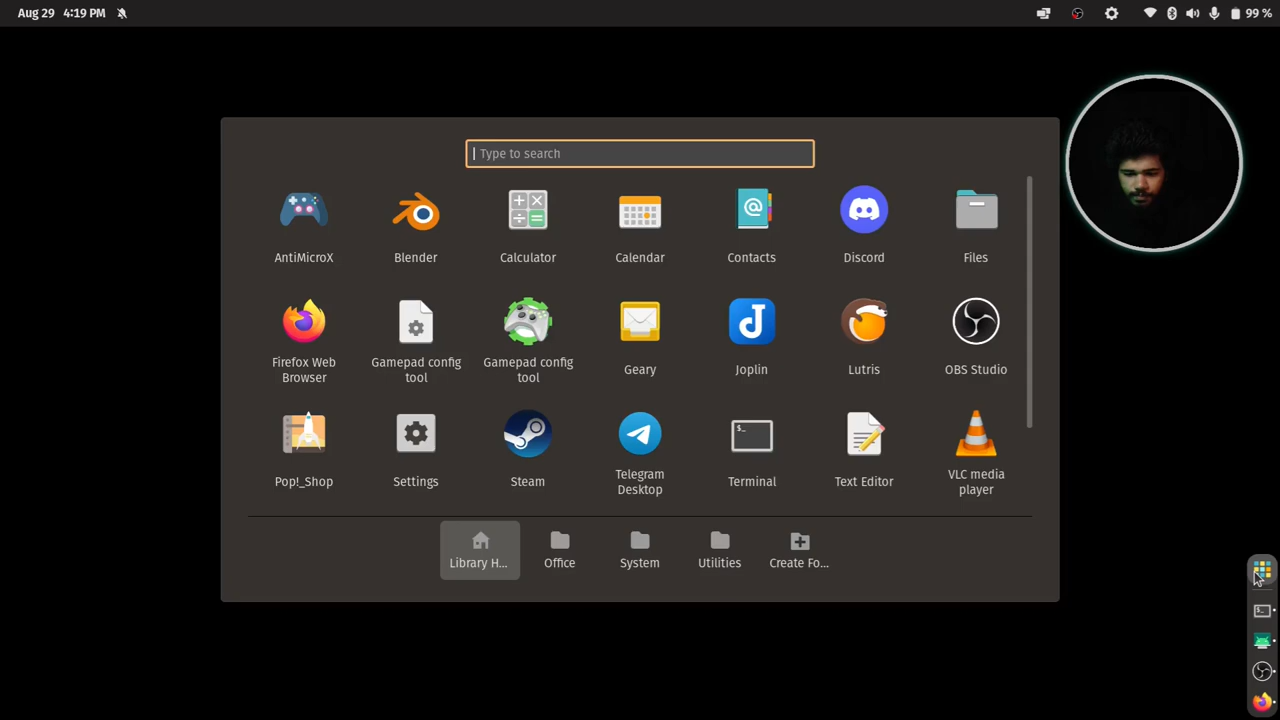 Aug 29 4:19 PM
99 %
Type to search
AntiMicroX
Blender
Calculator
Calendar
Contacts
Discord
Files
Firefox Web
Browser
Gamepad config
tool
Gamepad config
tool
Geary
Joplin
Lutris
OBS Studio
Pop!_Shop
Settings
Steam
Telegram
Desktop
Terminal
Text Editor
VLC media
player
Library H...
Office
System
Utilities
Create Fo...